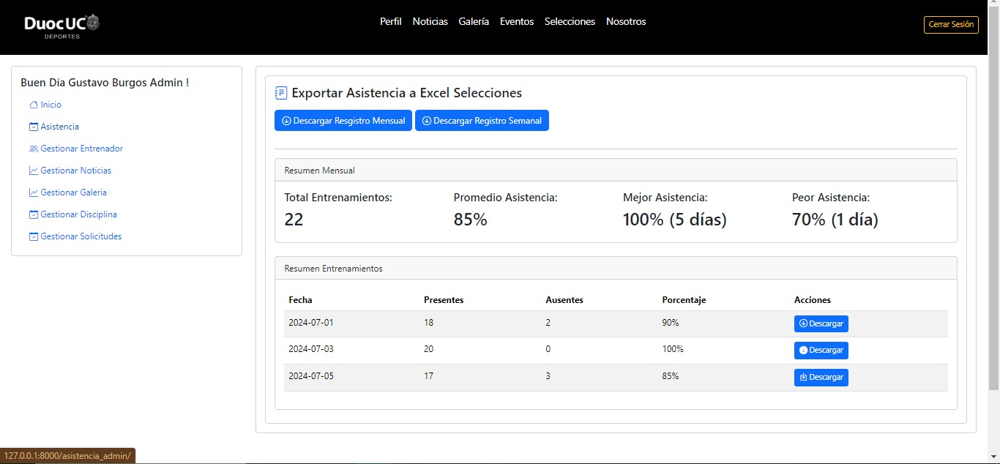 Duoc UC
DEPORTES
Perfil Noticias Galería Eventos Selecciones Nosotros
Cerrar Sesión
Buen Día Gustavo Burgos Admin !
Inicio
Asistencia
Gestionar Entrenador
Gestionar Noticias
Gestionar Galeria
Gestionar Disciplina
Gestionar Solicitudes
Exportar Asistencia a Excel Selecciones
Descargar Resgistro Mensual Descargar Registro Semanal
Resumen Mensual
Total Entrenamientos: Promedio Asistencia: Mejor Asistencia: Peor Asistencia:
22 85% 100% (5 días) 70% (1 día)
Resumen Entrenamientos
Fecha Presentes Ausentes Porcentaje Acciones
2024-07-01 18 2 90% Descargar
2024-07-03 20 0 100% Descargar
2024-07-05 17 3 85% Descargar
127.0.0.1:8000/asistencia_admin/